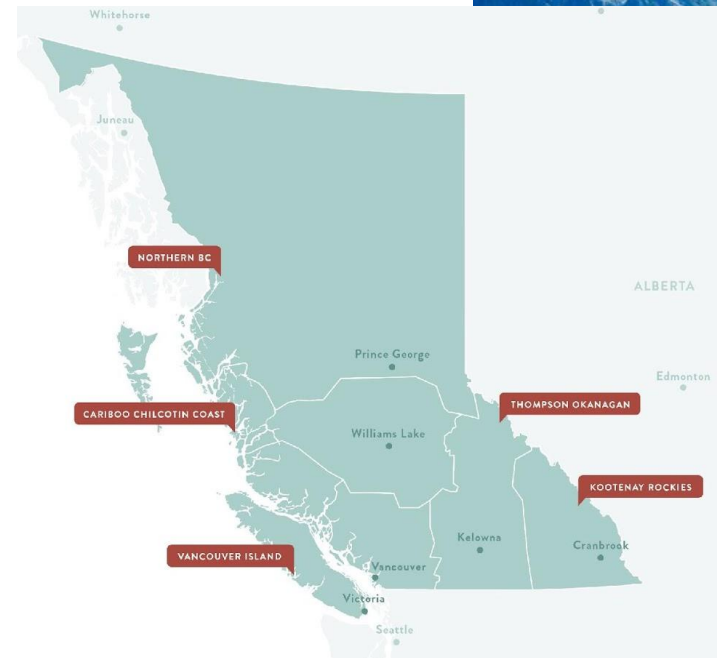 Whitehorse
Juneau
NORTHERN BC
ALBERTA
Prince George
Edmonton
THOMPSON OKANAGAN
CARIBOO CHILCOTIN COAST
Williams Lake
KOOTENAY ROCKIES
Kelowna
Cranbrook
VANCOUVER ISLAND
Vancouver
Victoria
Seattle